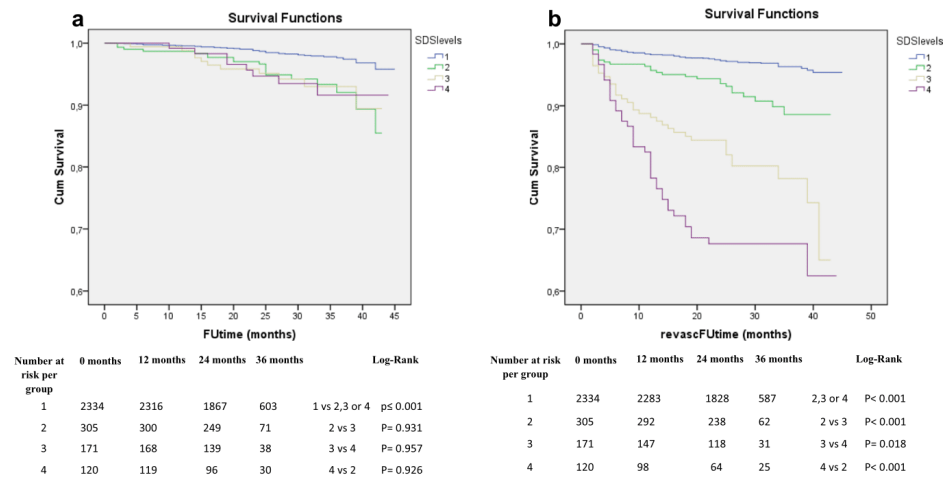 a
Survival Functions
SDSlevels
1
2
3
4
Cum Survival
1,0
0,9
0,8
0,7
0,6
0 5 10 15 20 25 30 35 40 45
FUtime (months)
Number at risk per group 0 months 12 months 24 months 36 months Log-Rank
1 2334 2316 1867 603 1 vs 2,3 or 4 p≤ 0.001
2 305 300 249 71 2 vs 3 P= 0.931
3 171 168 139 38 3 vs 4 P= 0.957
4 120 119 96 30 4 vs 2 P= 0.926
b
Survival Functions
SDSlevels
1
2
3
4
Cum Survival
1,0
0,9
0,8
0,7
0,6
0 10 20 30 40 50
revascFUtime (months)
Number at risk per group 0 months 12 months 24 months 36 months Log-Rank
1 2334 2283 1828 587 2,3 or 4 P< 0.001
2 305 292 238 62 2 vs 3 P< 0.001
3 171 147 118 31 3 vs 4 P= 0.018
4 120 98 64 25 4 vs 2 P< 0.001